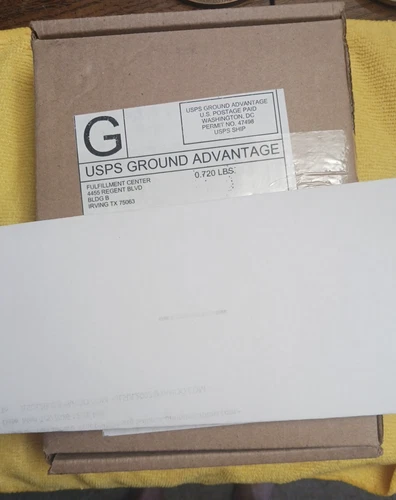 G
USPS GROUND ADVANTAGE
U.S. POSTAGE PAID
WASHINGTON, DC
PERMIT NO. 47498
USPS SHIP
USPS GROUND ADVANTAGE
FULFILLMENT CENTER
4455 REGENT BLVD
BLDG B
IRVING TX 75063
0.720 LBS.